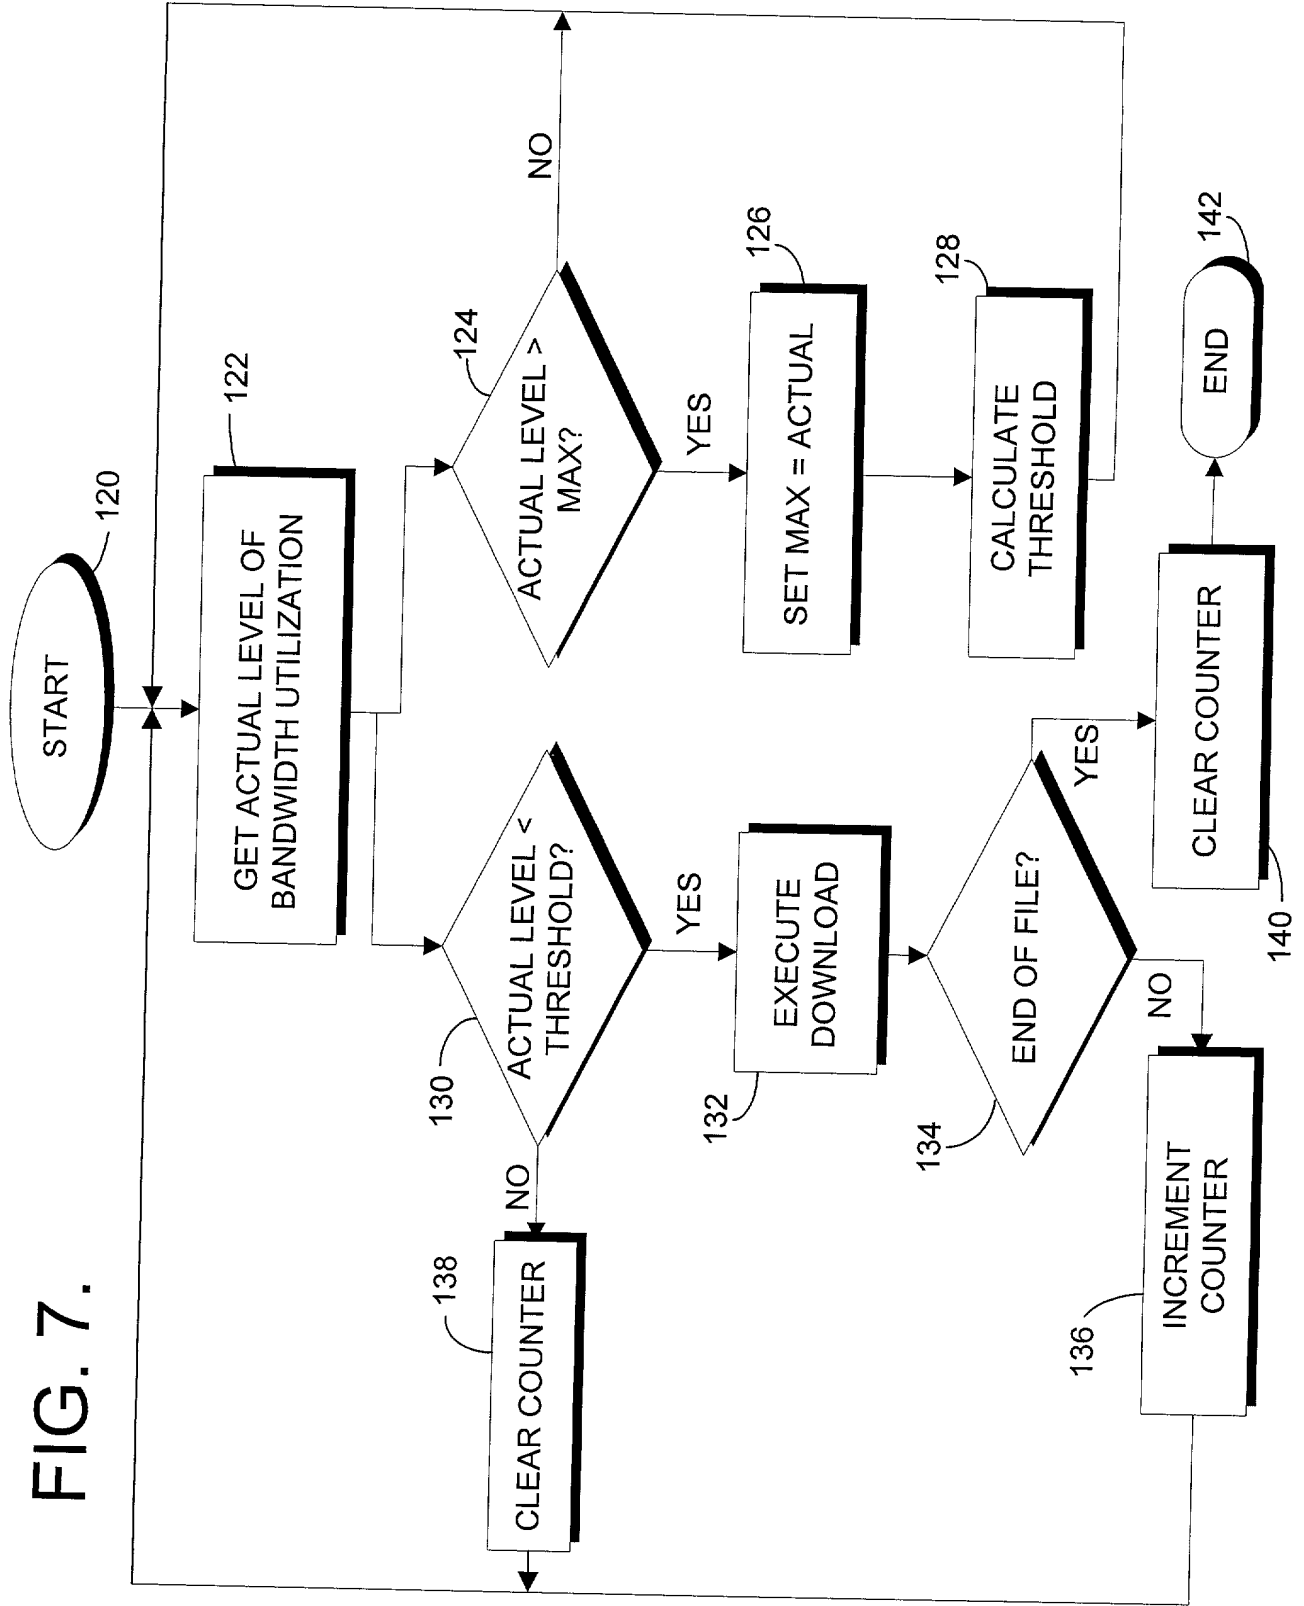 FIG. 7.
START
120
GET ACTUAL LEVEL OF
BANDWIDTH UTILIZATION
122
ACTUAL LEVEL <
THRESHOLD?
130
NO
YES
CLEAR COUNTER
138
EXECUTE
DOWNLOAD
132
END OF FILE?
134
NO
YES
INCREMENT
COUNTER
136
CLEAR COUNTER
140
END
142
ACTUAL LEVEL >
MAX?
124
NO
YES
SET MAX = ACTUAL
126
CALCULATE
THRESHOLD
128